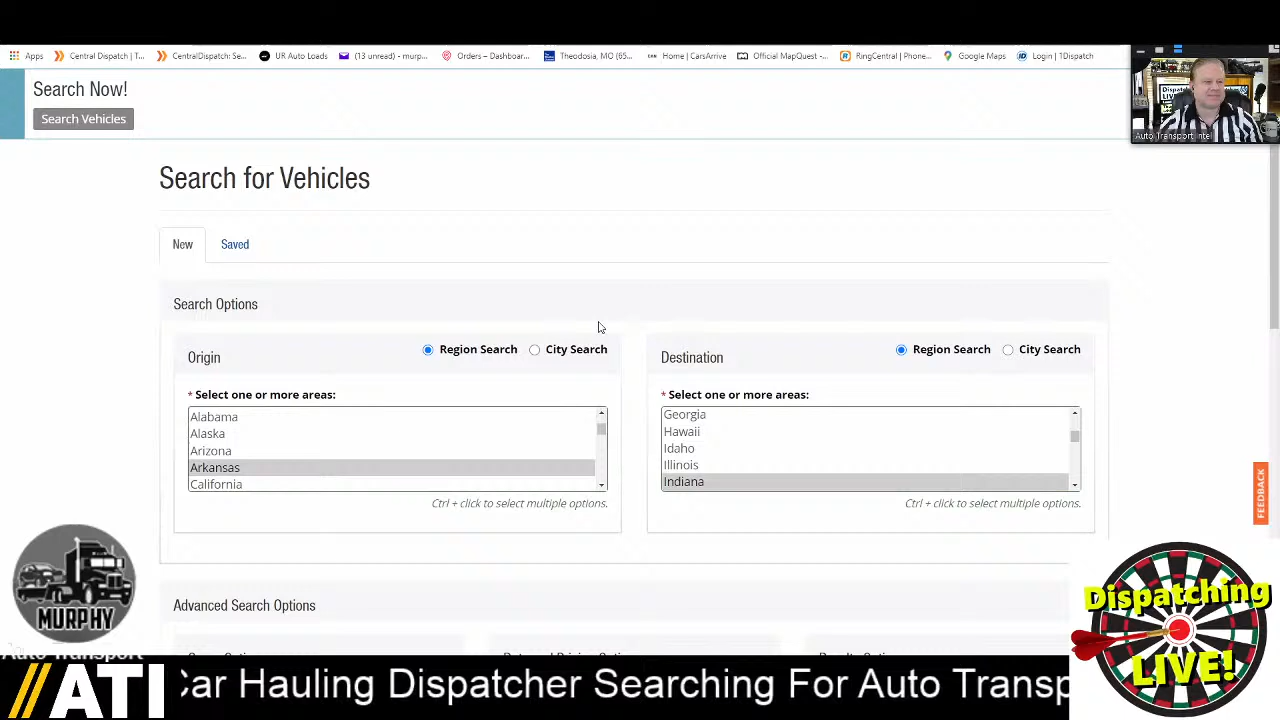 Apps Central Dispatch | T... CentralDispatch: Se... UR Auto Loads (13 unread) - murp... Orders – Dashboar... Theodosia, MO (65... Home | CarsArrive Official MapQuest -... RingCentral | Phone... Google Maps Login | 1Dispatch
Search Now!
Search Vehicles
Dispatching
LIVE
Auto Transport Intel
Search for Vehicles
New Saved
Search Options
Origin Region Search City Search
Destination Region Search City Search
* Select one or more areas:
Alabama
Alaska
Arizona
Arkansas
California
Ctrl + click to select multiple options.
* Select one or more areas:
Georgia
Hawaii
Idaho
Illinois
Indiana
Ctrl + click to select multiple options.
FEEDBACK
Advanced Search Options
MURPHY
Auto Transport
Dispatching
LIVE!
//ATI Car Hauling Dispatcher Searching For Auto Transp